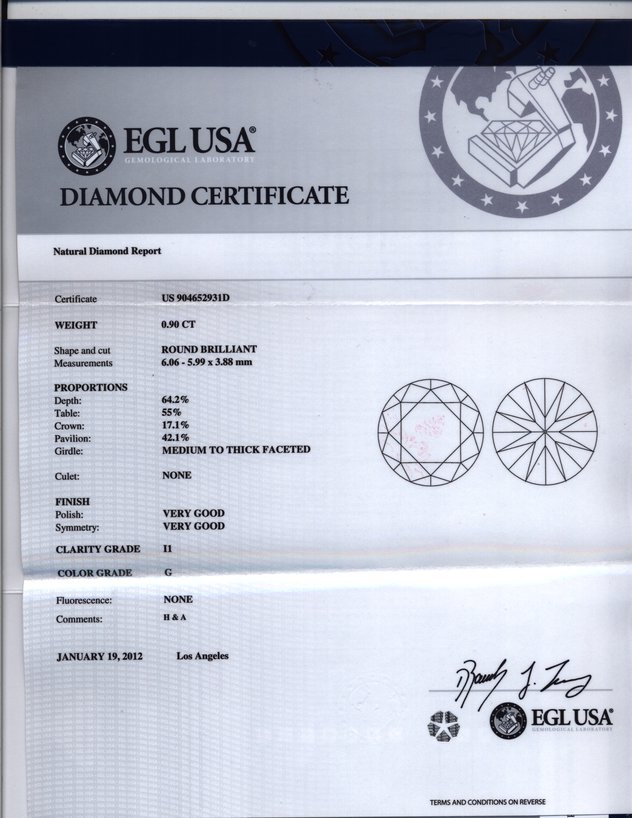 EGL USA®
GEMOLOGICAL LABORATORY
DIAMOND CERTIFICATE
Natural Diamond Report
Certificate US 904652931D
WEIGHT 0.90 CT
Shape and cut ROUND BRILLIANT
Measurements 6.06 - 5.99 x 3.88 mm
PROPORTIONS
Depth: 64.2%
Table: 55%
Crown: 17.1%
Pavilion: 42.1%
Girdle: MEDIUM TO THICK FACETED
Culet: NONE
FINISH
Polish: VERY GOOD
Symmetry: VERY GOOD
CLARITY GRADE I1
COLOR GRADE G
Fluorescence: NONE
Comments: H & A
JANUARY 19, 2012 Los Angeles
EGL USA®
GEMOLOGICAL LABORATORY
TERMS AND CONDITIONS ON REVERSE